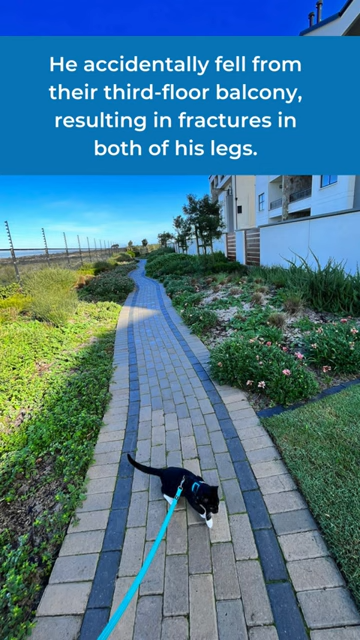 He accidentally fell from
their third-floor balcony,
resulting in fractures in
both of his legs.